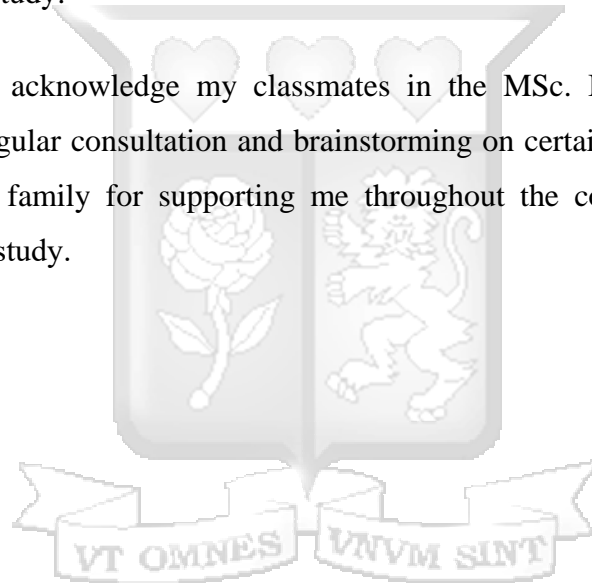 tudy.
acknowledge my classmates in the MSc.
gular consultation and brainstorming on certai
family for supporting me throughout the co
study.
VT OMNES VNVM SINT